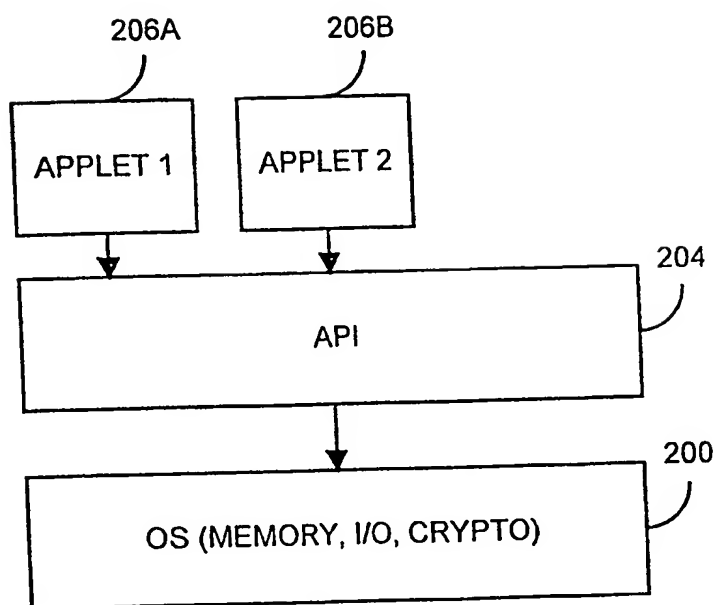 206A
206B
APPLET 1
APPLET 2
204
API
200
OS (MEMORY, I/O, CRYPTO)